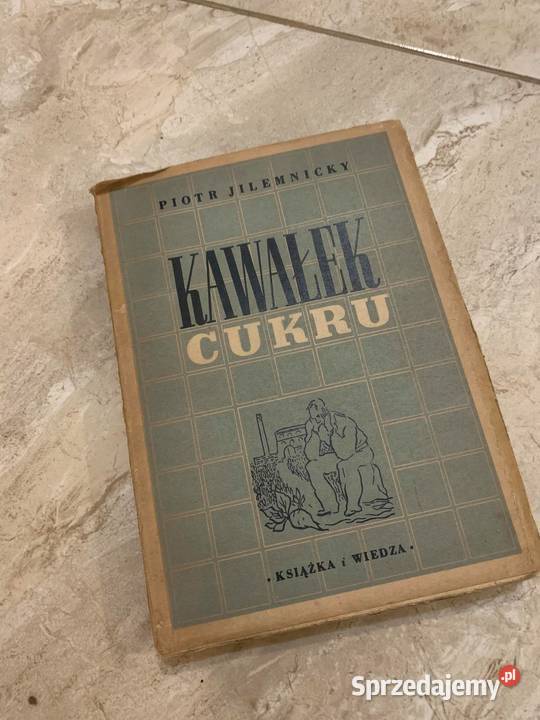 PIOTR JILEMNICKY
KAWAŁEK
CUKRU
• KSIĄŻKA i WIEDZA •
Sprzedajemy.pl